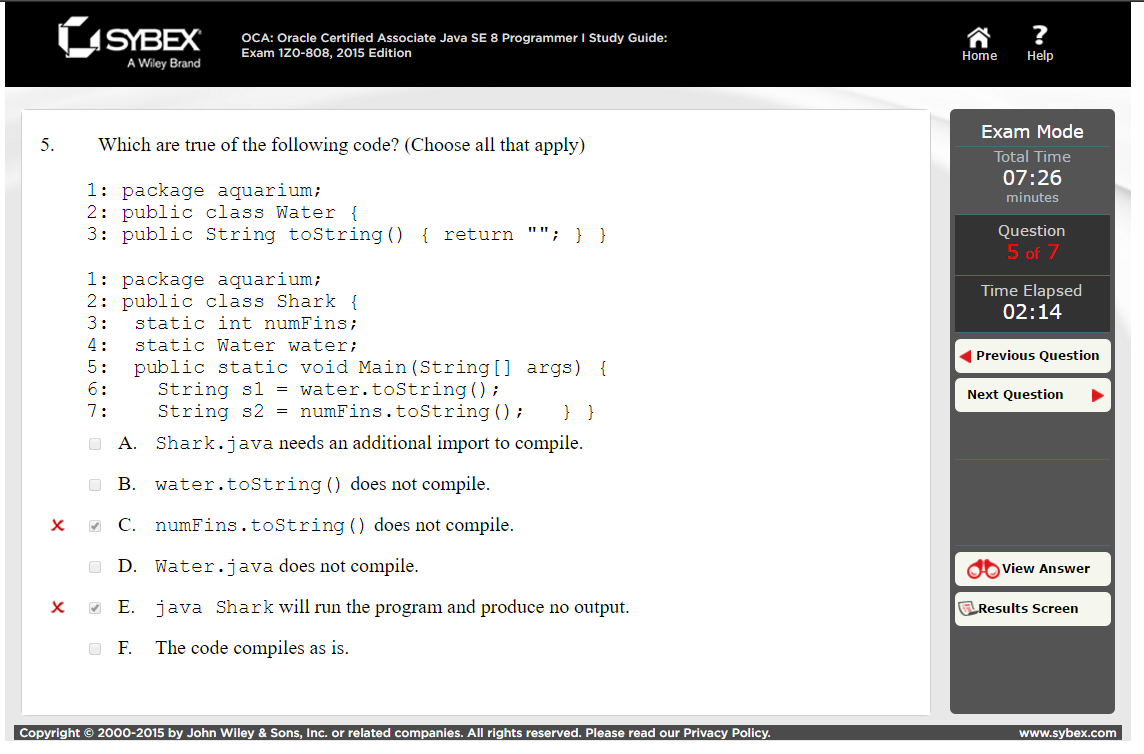 SYBEX
A Wiley Brand
OCA: Oracle Certified Associate Java SE 8 Programmer I Study Guide:
Exam 1Z0-808, 2015 Edition
Home
?
Help
5. Which are true of the following code? (Choose all that apply)
1: package aquarium;
2: public class Water {
3: public String toString() { return ""; } }
1: package aquarium;
2: public class Shark {
3:  static int numFins;
4:  static Water water;
5:  public static void Main(String[] args) {
6:    String s1 = water.toString();
7:    String s2 = numFins.toString();   } }
A. Shark.java needs an additional import to compile.
B. water.toString() does not compile.
C. numFins.toString() does not compile.
D. Water.java does not compile.
E. java Shark will run the program and produce no output.
F. The code compiles as is.
Exam Mode
Total Time
07:26
minutes
Question
5 of 7
Time Elapsed
02:14
Previous Question
Next Question
View Answer
Results Screen
Copyright © 2000-2015 by John Wiley & Sons, Inc. or related companies. All rights reserved. Please read our Privacy Policy.
www.sybex.com